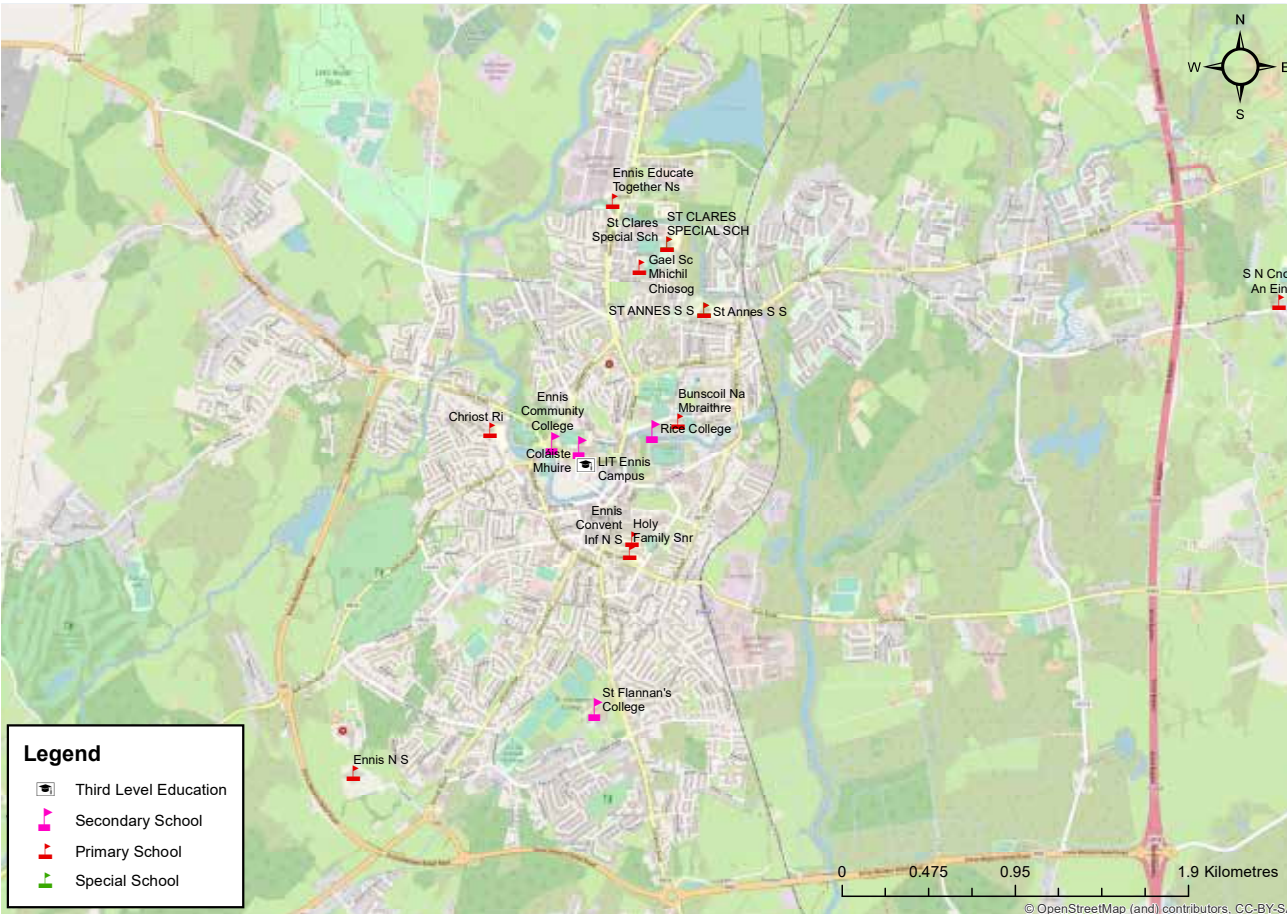 N
W
E
S
Ennis Educate
Together Ns
St Clares
Special Sch
ST CLARES
SPECIAL SCH
Gael Sc
Mhichil
Chiosog
S N Cnoc
An Ein
ST ANNES S S
St Annes S S
Bunscoil Na
Mbraithre
Ennis
Community
College
Chriost Ri
Rice College
Colaiste
Mhuire
LIT Ennis
Campus
Ennis
Convent
Inf N S
Holy
Family Snr
St Flannan's
College
Ennis N S
Legend
Third Level Education
Secondary School
Primary School
Special School
0
0.475
0.95
1.9 Kilometres
© OpenStreetMap (and) contributors, CC-BY-S